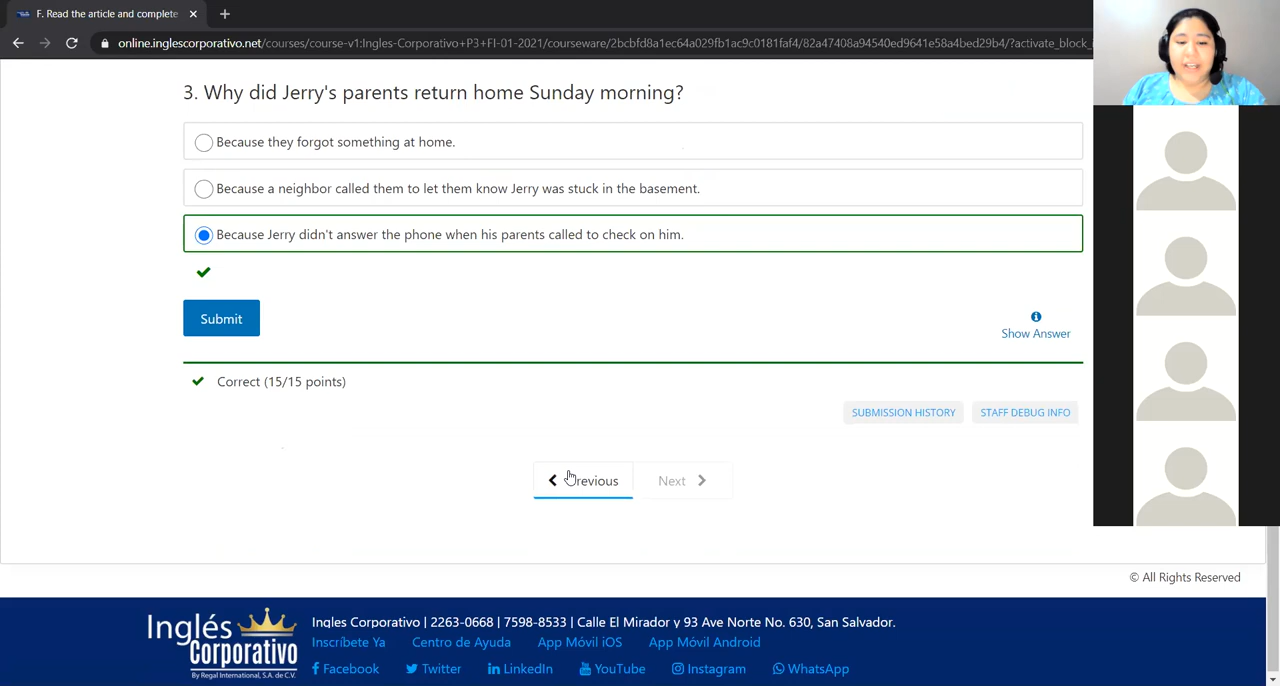 F. Read the article and complete
online.inglescorporativo.net/courses/course-v1:Ingles-Corporativo+P3+FI-01-2021/courseware/2bcbfd8a1ec64a029fb1ac9c0181faf4/82a47408a94540ed9641e58a4bed29b4/?activate_block_i
3. Why did Jerry's parents return home Sunday morning?
Because they forgot something at home.
Because a neighbor called them to let them know Jerry was stuck in the basement.
Because Jerry didn't answer the phone when his parents called to check on him.
Submit
Show Answer
Correct (15/15 points)
SUBMISSION HISTORY STAFF DEBUG INFO
Previous Next
© All Rights Reserved
Inglés Corporativo
By Regal International, S.A. de C.V.
Ingles Corporativo | 2263-0668 | 7598-8533 | Calle El Mirador y 93 Ave Norte No. 630, San Salvador.
Inscríbete Ya Centro de Ayuda App Móvil iOS App Móvil Android
Facebook Twitter LinkedIn YouTube Instagram WhatsApp